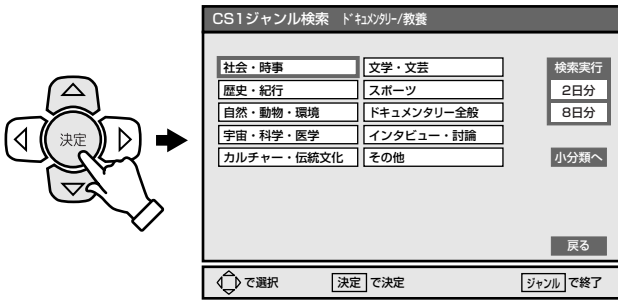 CS1ジャンル検索 ドキュメンタリー/教養
社会・時事 文学・文芸 検索実行
歴史・紀行 スポーツ 2日分
自然・動物・環境 ドキュメンタリー全般 8日分
決定 宇宙・科学・医学 インタビュー・討論
カルチャー・伝統文化 その他 小分類へ
戻る
で選択 決定 で決定 ジャンル で終了